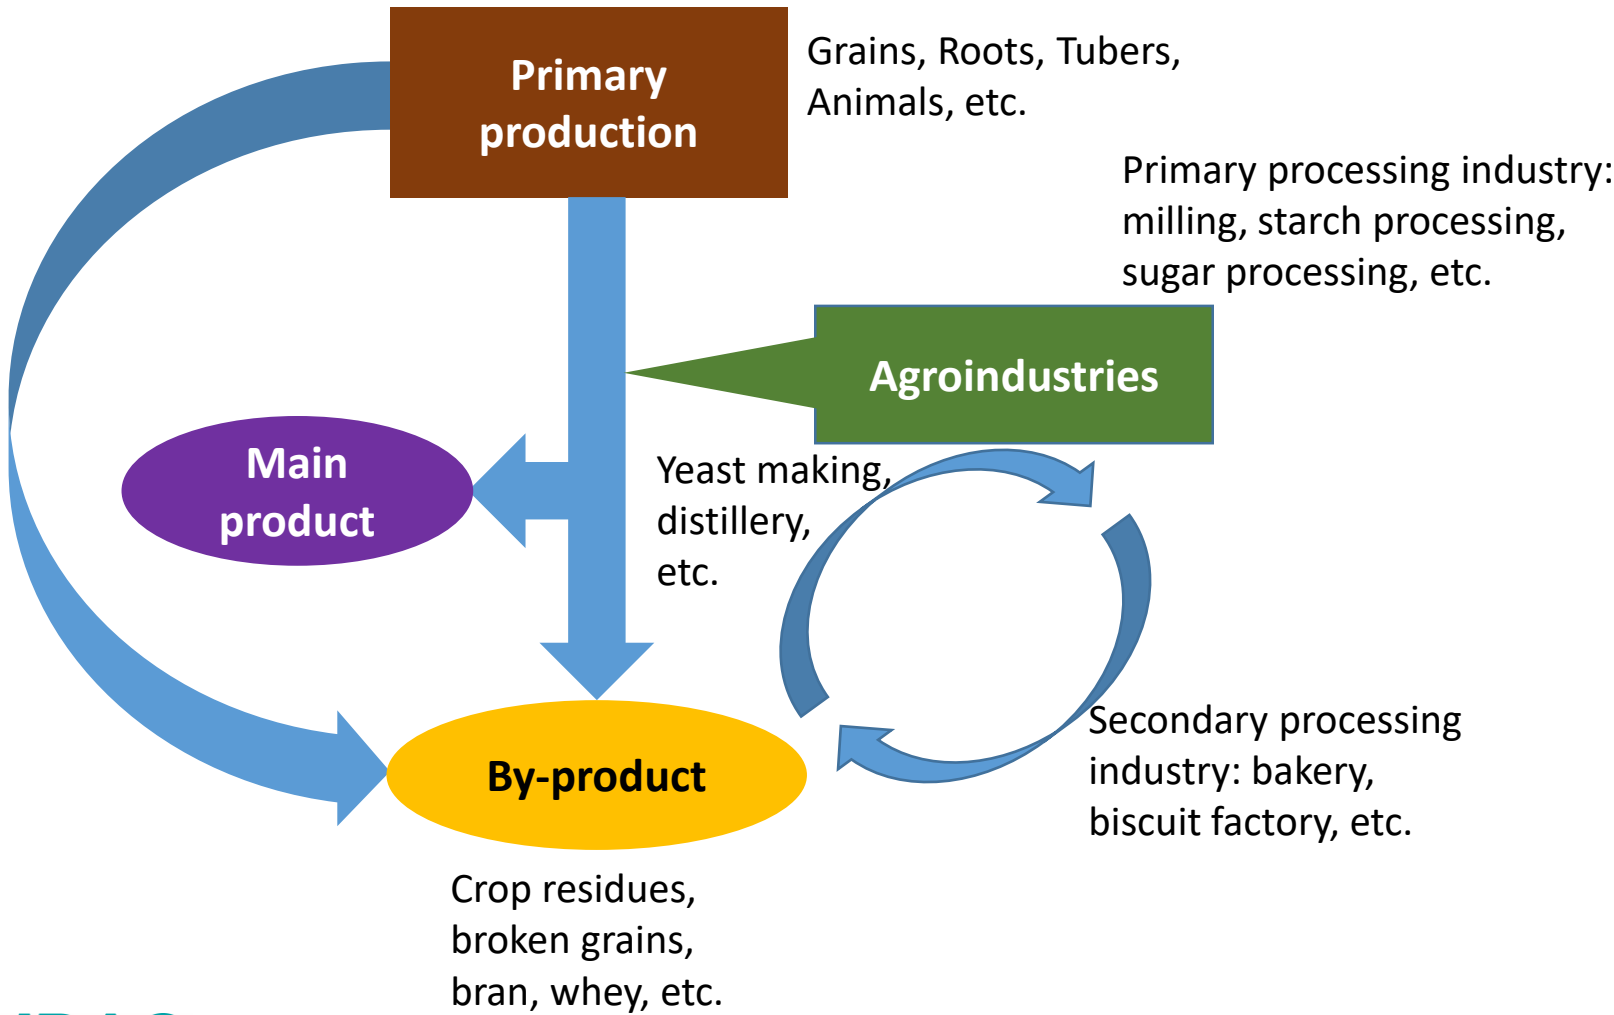 Primary
production
Grains, Roots, Tubers,
Animals, etc.
Primary processing industry:
milling, starch processing,
sugar processing, etc.
Agroindustries
Main
product
Yeast making,
distillery,
etc.
Secondary processing
industry: bakery,
biscuit factory, etc.
By-product
Crop residues,
broken grains,
bran, whey, etc.